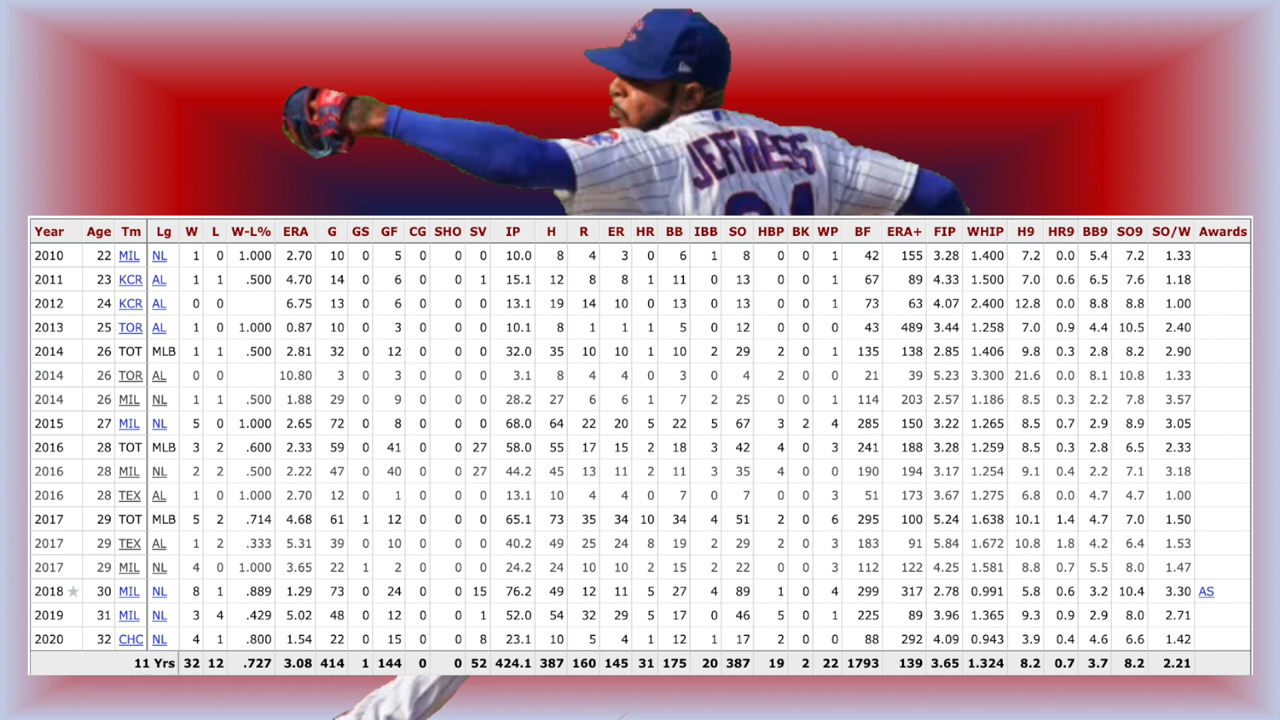 JEFFRESS
Year Age Tm Lg W L W-L% ERA G GS GF CG SHO SV IP H R ER HR BB IBB SO HBP BK WP BF ERA+ FIP WHIP H9 HR9 BB9 SO9 SO/W Awards
2010 22 MIL NL 1 0 1.000 2.70 10 0 5 0 0 0 10.0 8 4 3 0 6 1 8 0 0 1 42 155 3.28 1.400 7.2 0.0 5.4 7.2 1.33
2011 23 KCR AL 1 1 .500 4.70 14 0 6 0 0 1 15.1 12 8 8 1 11 0 13 0 0 1 67 89 4.33 1.500 7.0 0.6 6.5 7.6 1.18
2012 24 KCR AL 0 0 6.75 13 0 6 0 0 0 13.1 19 14 10 0 13 0 13 0 0 1 73 63 4.07 2.400 12.8 0.0 8.8 8.8 1.00
2013 25 TOR AL 1 0 1.000 0.87 10 0 3 0 0 0 10.1 8 1 1 1 5 0 12 0 0 1 43 489 3.44 1.258 7.0 0.9 4.4 10.5 2.40
2014 26 TOT MLB 1 1 .500 2.81 32 0 12 0 0 0 32.0 35 10 10 1 10 2 29 2 0 1 135 138 2.85 1.406 9.8 0.3 2.8 8.2 2.90
2014 26 TOR AL 0 0 10.80 3 0 3 0 0 0 3.1 8 4 4 0 3 0 4 2 0 0 21 39 5.23 3.300 21.6 0.0 8.1 10.8 1.33
2014 26 MIL NL 1 1 .500 1.88 29 0 9 0 0 0 28.2 27 6 6 1 7 2 25 0 0 1 114 203 2.57 1.186 8.5 0.3 2.2 7.8 3.57
2015 27 MIL NL 5 0 1.000 2.65 72 0 8 0 0 0 68.0 64 22 20 5 22 5 67 3 2 4 285 150 3.22 1.265 8.5 0.7 2.9 8.9 3.05
2016 28 TOT MLB 3 2 .600 2.33 59 0 41 0 0 27 58.0 55 17 15 2 18 3 42 4 0 3 241 188 3.28 1.259 8.5 0.3 2.8 6.5 2.33
2016 28 MIL NL 2 2 .500 2.22 47 0 40 0 0 27 44.2 45 13 11 2 11 3 35 4 0 0 190 194 3.17 1.254 9.1 0.4 2.2 7.1 3.18
2016 28 TEX AL 1 0 1.000 2.70 12 0 1 0 0 0 13.1 10 4 4 0 7 0 7 0 0 3 51 173 3.67 1.275 6.8 0.0 4.7 4.7 1.00
2017 29 TOT MLB 5 2 .714 4.68 61 1 12 0 0 0 65.1 73 35 34 10 34 4 51 2 0 6 295 100 5.24 1.638 10.1 1.4 4.7 7.0 1.50
2017 29 TEX AL 1 2 .333 5.31 39 0 10 0 0 0 40.2 49 25 24 8 19 2 29 2 0 3 183 91 5.84 1.672 10.8 1.8 4.2 6.4 1.53
2017 29 MIL NL 4 0 1.000 3.65 22 1 2 0 0 0 24.2 24 10 10 2 15 2 22 0 0 3 112 122 4.25 1.581 8.8 0.7 5.5 8.0 1.47
2018 ★ 30 MIL NL 8 1 .889 1.29 73 0 24 0 0 15 76.2 49 12 11 5 27 4 89 1 0 4 299 317 2.78 0.991 5.8 0.6 3.2 10.4 3.30 AS
2019 31 MIL NL 3 4 .429 5.02 48 0 12 0 0 1 52.0 54 32 29 5 17 0 46 5 0 1 225 89 3.96 1.365 9.3 0.9 2.9 8.0 2.71
2020 32 CHC NL 4 1 .800 1.54 22 0 15 0 0 8 23.1 10 5 4 1 12 1 17 2 0 0 88 292 4.09 0.943 3.9 0.4 4.6 6.6 1.42
11 Yrs 32 12 .727 3.08 414 1 144 0 0 52 424.1 387 160 145 31 175 20 387 19 2 22 1793 139 3.65 1.324 8.2 0.7 3.7 8.2 2.21